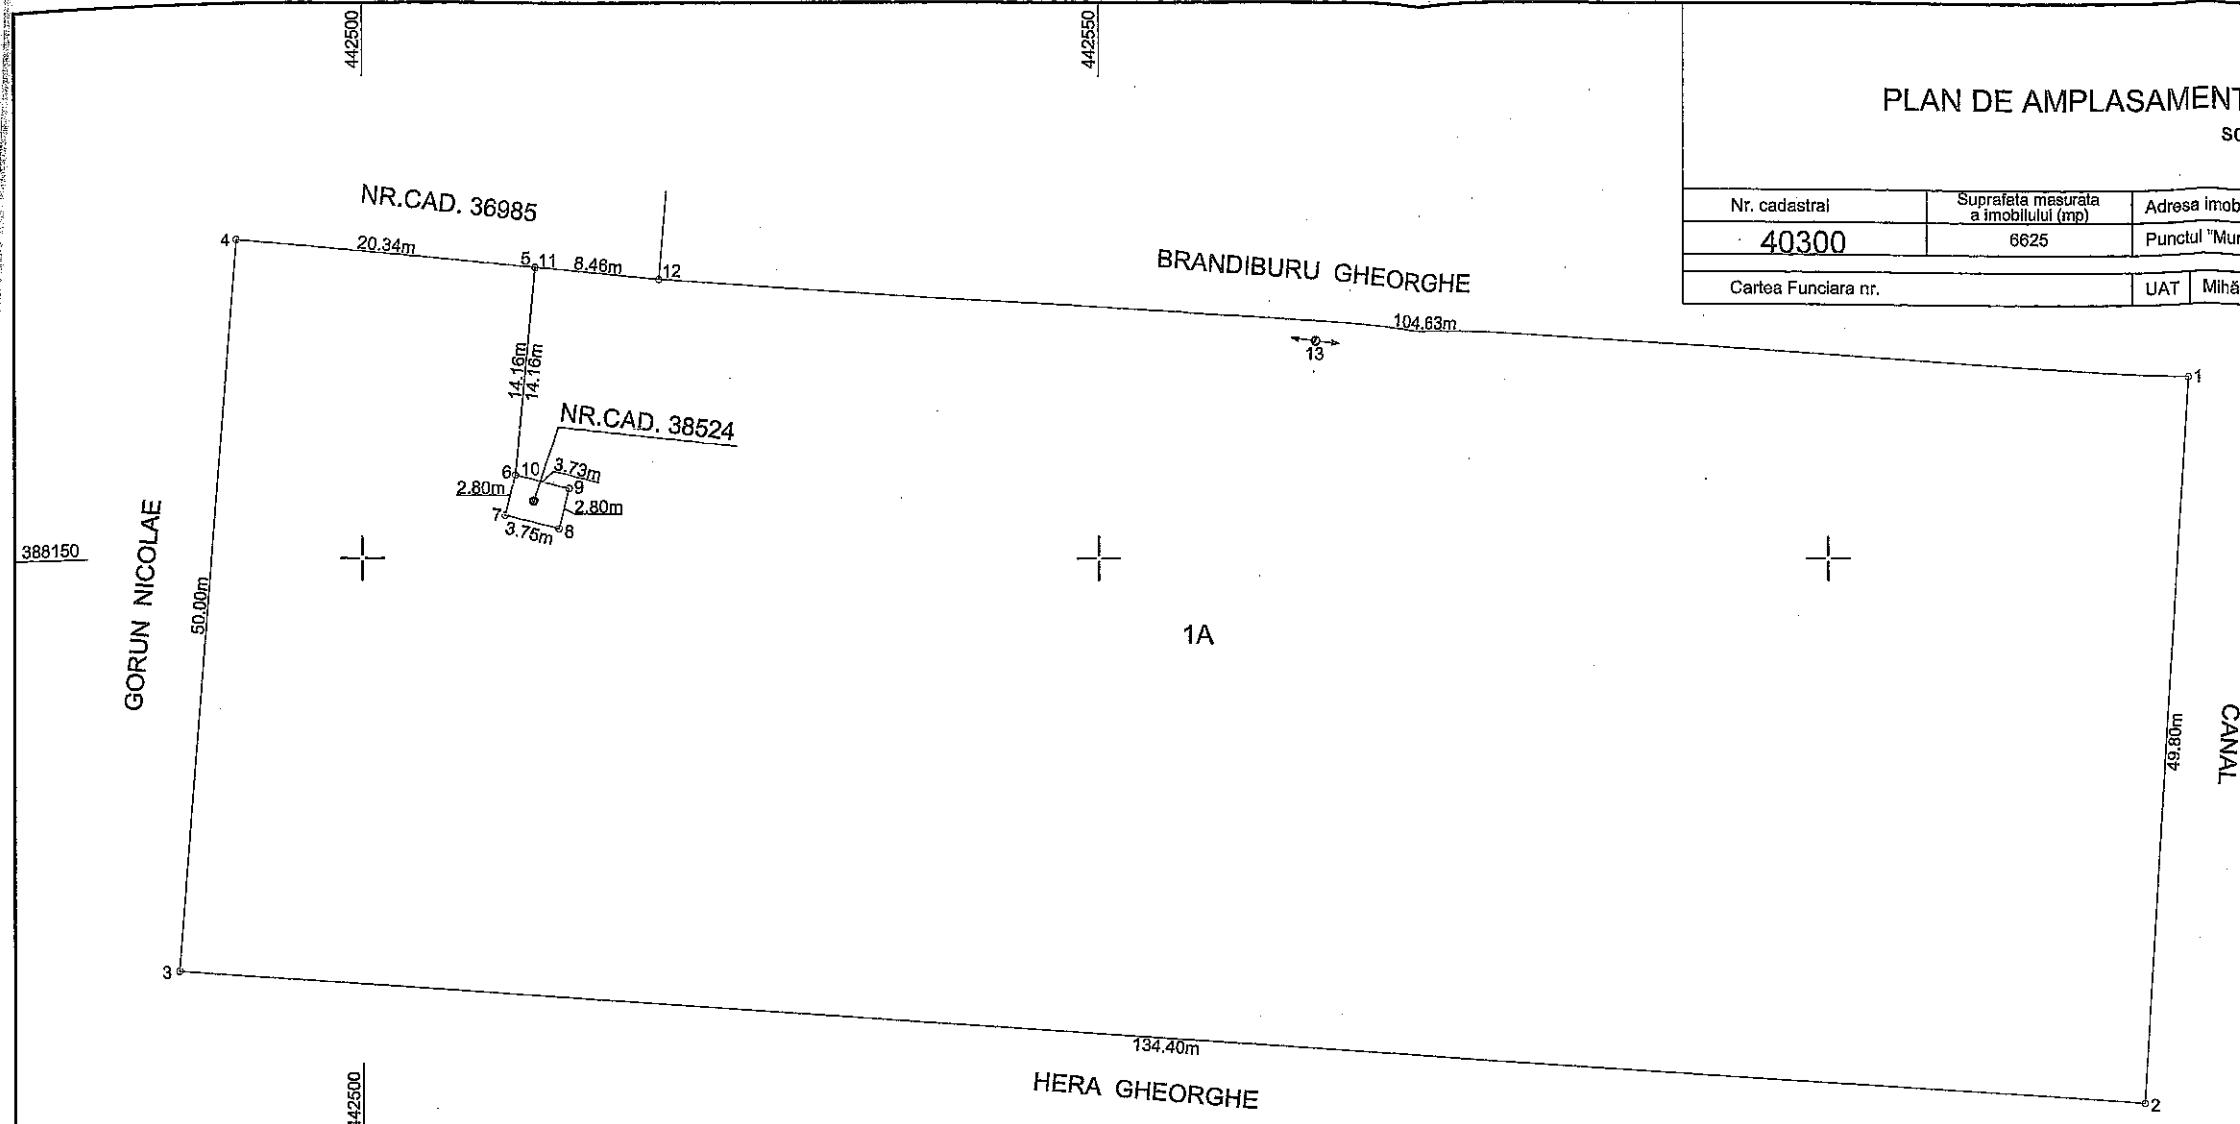 442500
442550
PLAN DE AMPLASAMENT
Nr. cadastral
Suprafata masurata
a imobilului (mp)
Adresa imob
40300
6625
Punctul "Mun
Cartea Funciara nr.
UAT
Mihă
NR.CAD. 36985
4
20.34m
5
11
8.46m
12
BRANDIBURU GHEORGHE
104.63m
13
1
14.16m
14.16m
NR.CAD. 38524
6
10
3.73m
9
2.80m
2.80m
7
3.75m
8
388150
GORUN NICOLAE
50.00m
1A
49.80m
CANAL
3
134.40m
HERA GHEORGHE
2
442500